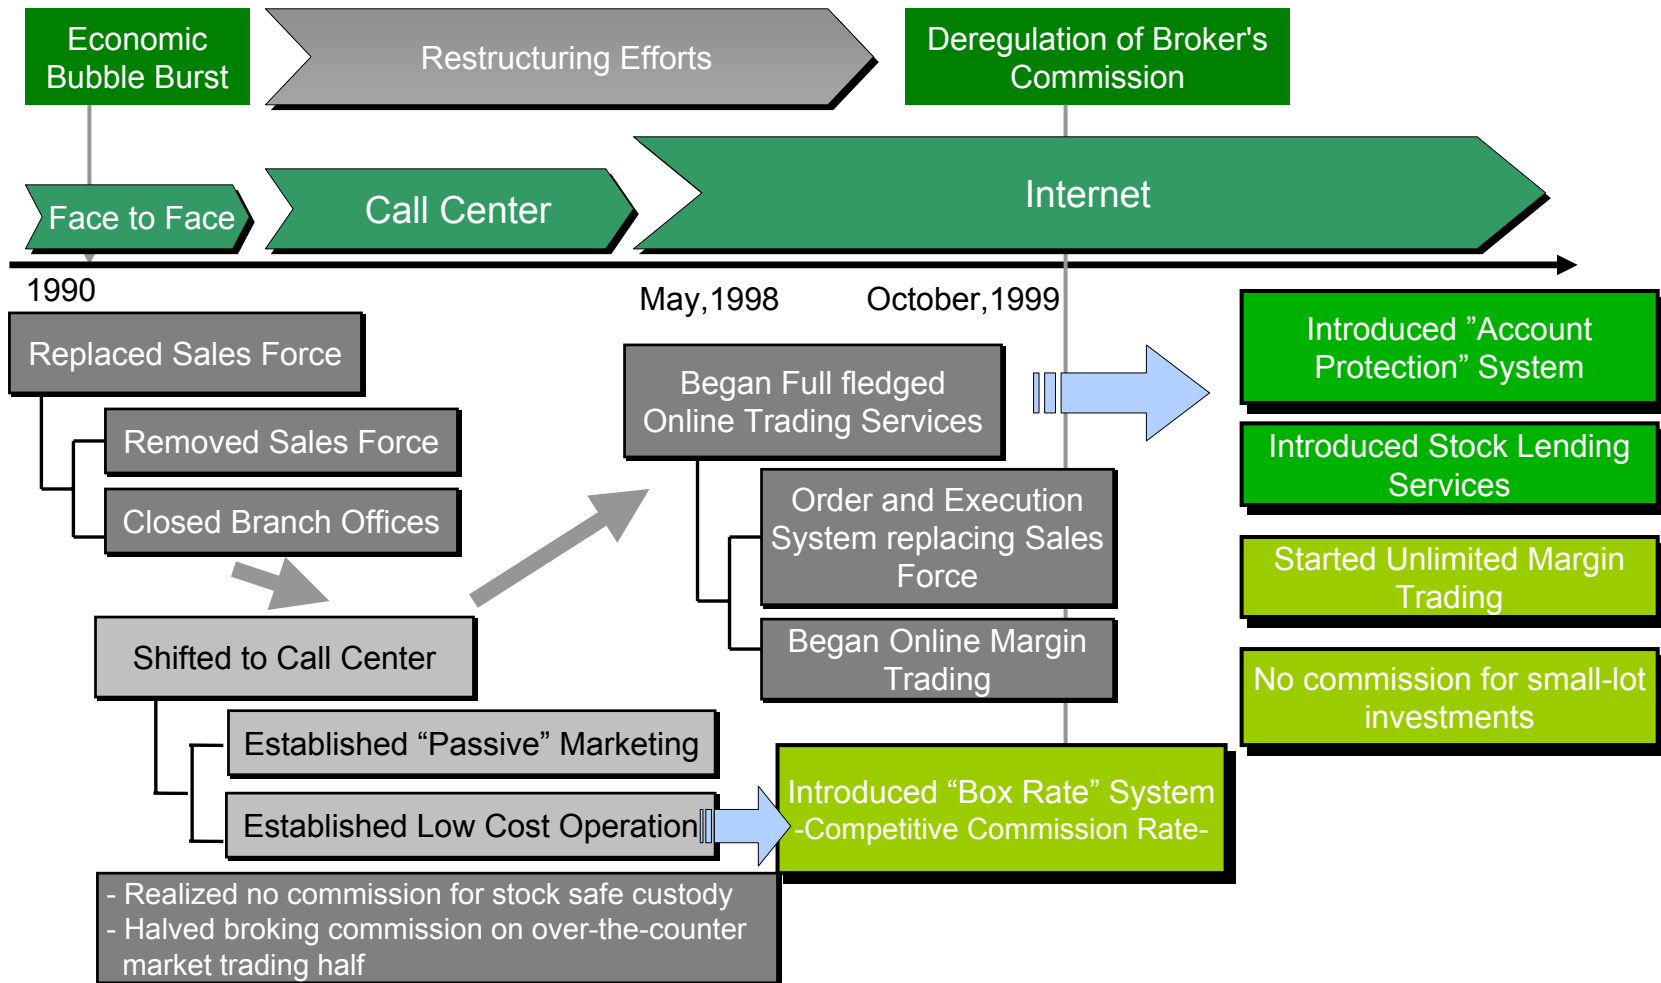 Economic
Bubble Burst
Restructuring Efforts
Deregulation of Broker's
Commission
Face to Face
Call Center
Internet
1990
May,1998
October,1999
Replaced Sales Force
Removed Sales Force
Closed Branch Offices
Shifted to Call Center
Established “Passive” Marketing
Established Low Cost Operation
- Realized no commission for stock safe custody
- Halved broking commission on over-the-counter
market trading half
Began Full fledged
Online Trading Services
Order and Execution
System replacing Sales
Force
Began Online Margin
Trading
Introduced “Box Rate” System
-Competitive Commission Rate-
Introduced ”Account
Protection” System
Introduced Stock Lending
Services
Started Unlimited Margin
Trading
No commission for small-lot
investments